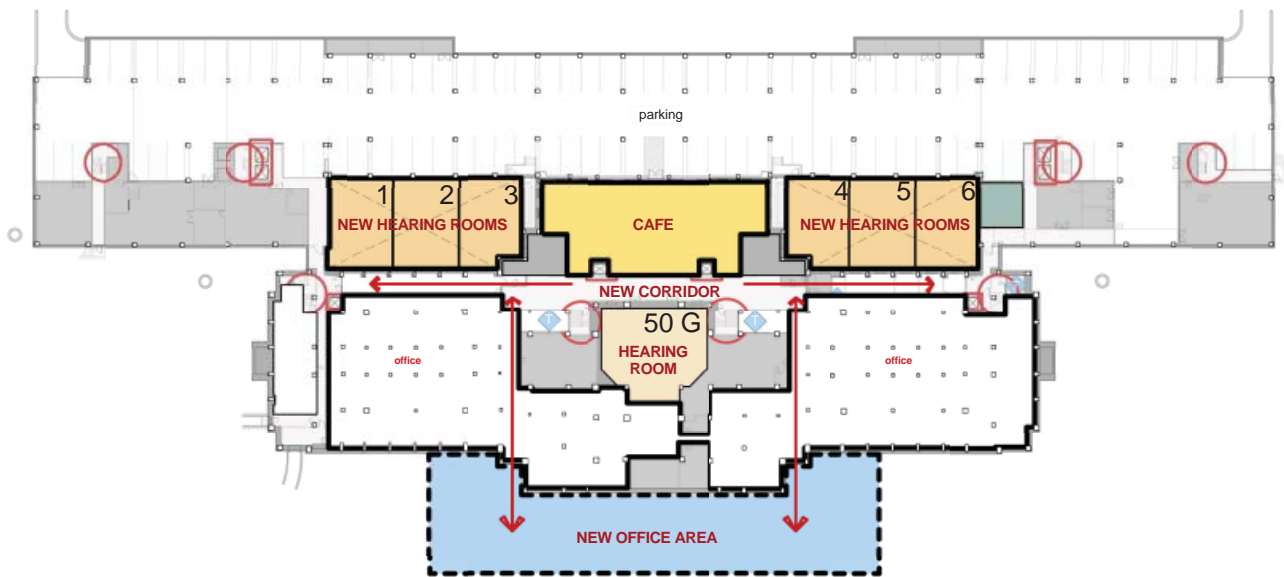 parking
1 2 3
NEW HEARING ROOMS
CAFE
4 5 6
NEW HEARING ROOMS
NEW CORRIDOR
T
T
50 G
HEARING
ROOM
office
office
NEW OFFICE AREA